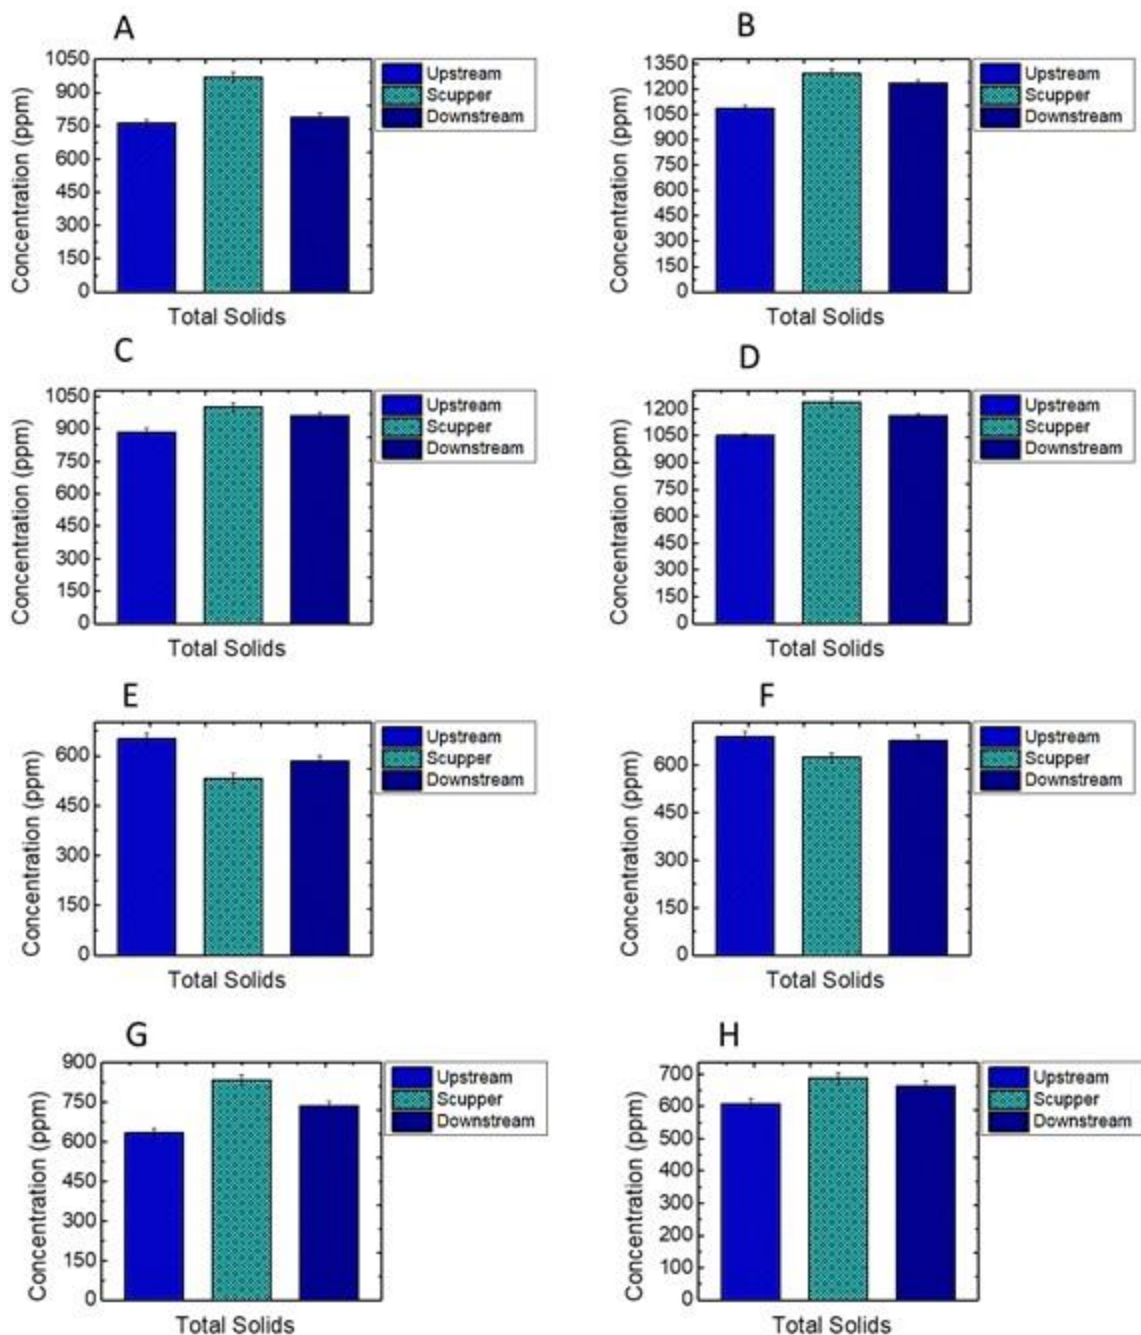 A
Concentration (ppm)
1050
900
750
600
450
300
150
0
Total Solids
Upstream
Scupper
Downstream
B
Concentration (ppm)
1350
1200
1050
900
750
600
450
300
150
0
Total Solids
Upstream
Scupper
Downstream
C
Concentration (ppm)
1050
900
750
600
450
300
150
0
Total Solids
Upstream
Scupper
Downstream
D
Concentration (ppm)
1200
1050
900
750
600
450
300
150
0
Total Solids
Upstream
Scupper
Downstream
E
Concentration (ppm)
600
450
300
150
0
Total Solids
Upstream
Scupper
Downstream
F
Concentration (ppm)
600
450
300
150
0
Total Solids
Upstream
Scupper
Downstream
G
Concentration (ppm)
900
750
600
450
300
150
0
Total Solids
Upstream
Scupper
Downstream
H
Concentration (ppm)
700
600
500
400
300
200
100
0
Total Solids
Upstream
Scupper
Downstream